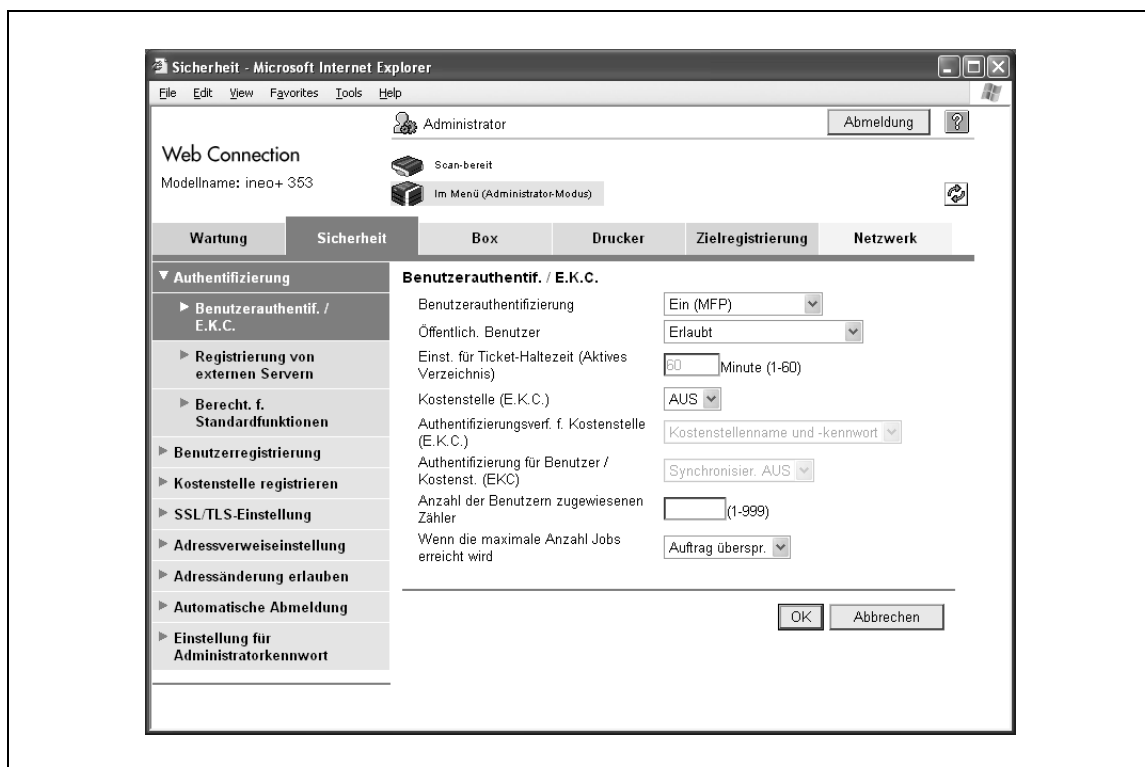 Sicherheit - Microsoft Internet Explorer
File Edit View Favorites Tools Help
Administrator
Abmeldung
?
Web Connection
Modellname: ineo+ 353
Scan-bereit
Im Menü (Administrator-Modus)
Wartung Sicherheit Box Drucker Zielregistrierung Netzwerk
Authentifizierung
Benutzerauthentif. /
E.K.C.
Registrierung von
externen Servern
Berecht. f.
Standardfunktionen
Benutzerregistrierung
Kostenstelle registrieren
SSL/TLS-Einstellung
Adressverweiseinstellung
Adressänderung erlauben
Automatische Abmeldung
Einstellung für
Administratorkennwort
Benutzerauthentif. / E.K.C.
Benutzerauthentifizierung Ein (MFP)
Öffentlich. Benutzer Erlaubt
Einst. für Ticket-Haltezeit (Aktives
Verzeichnis)
60 Minute (1-60)
Kostenstelle (E.K.C.) AUS
Authentifizierungsverf. f. Kostenstelle
(E.K.C.)
Kostenstellenname und -kennwort
Authentifizierung für Benutzer /
Kostenst. (EKC)
Synchronisier. AUS
Anzahl der Benutzern zugewiesenen
Zähler
(1-999)
Wenn die maximale Anzahl Jobs
erreicht wird
Auftrag überspr.
OK Abbrechen